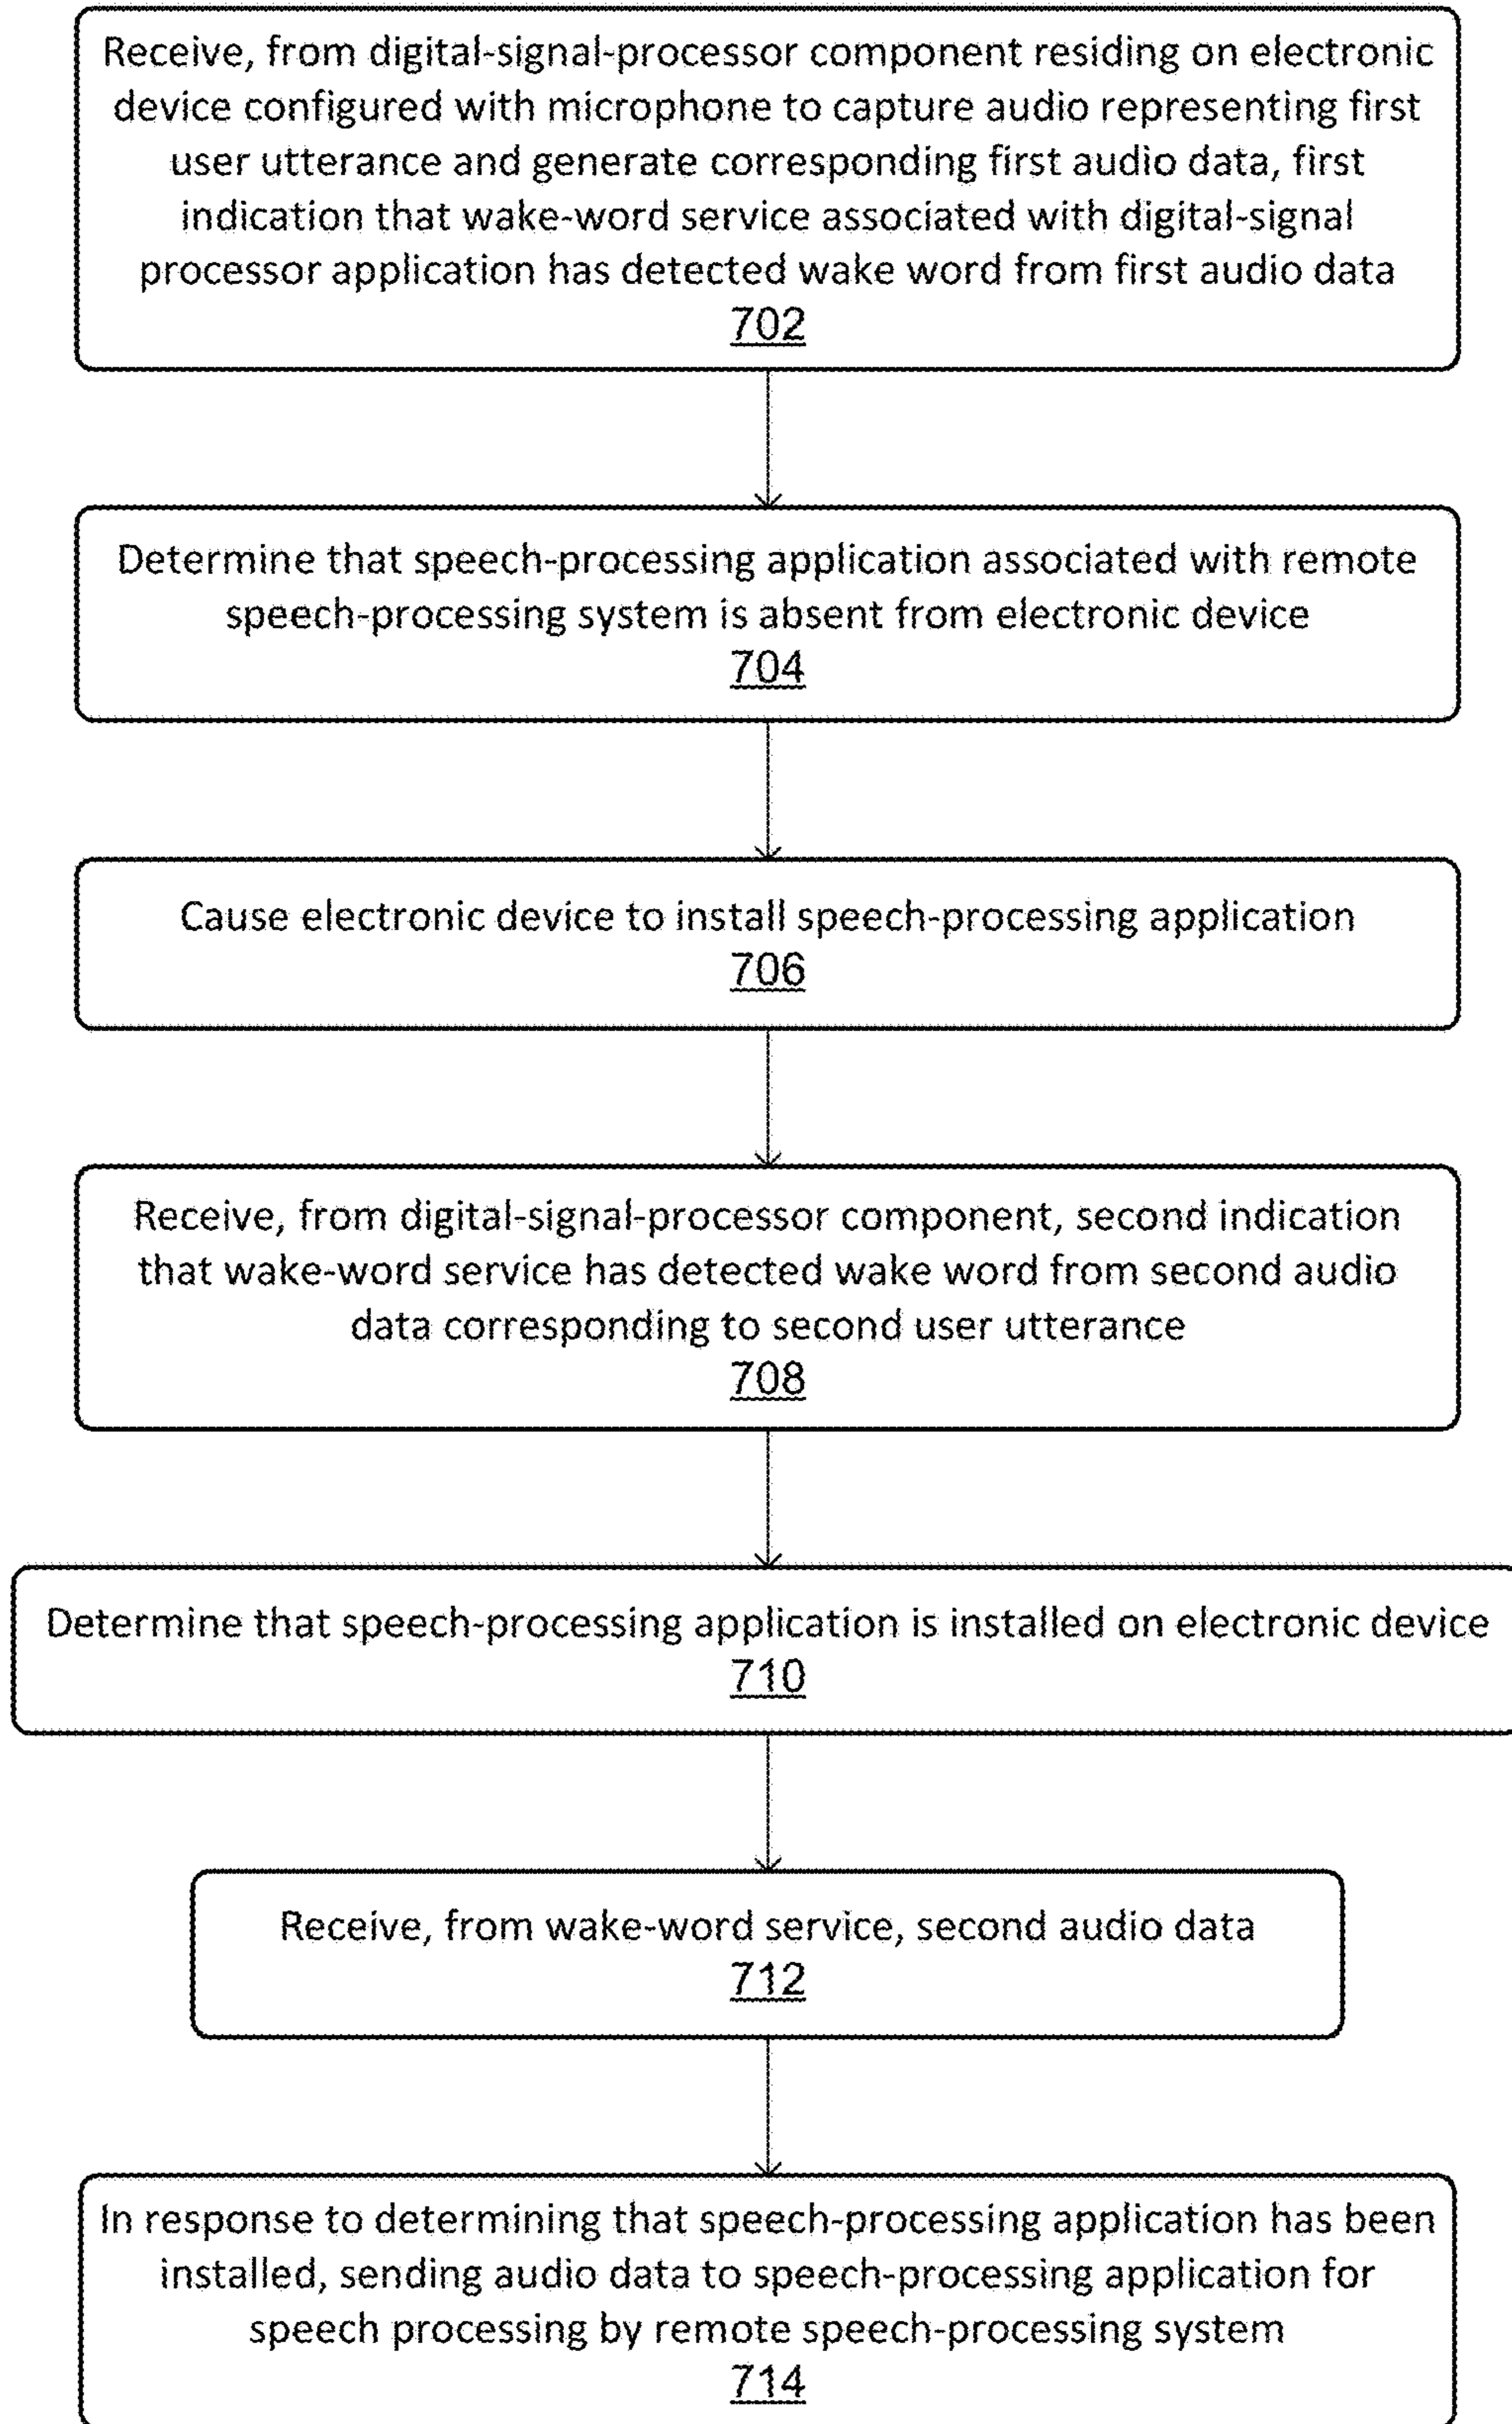 Receive, from digital-signal-processor component residing on electronic
device configured with microphone to capture audio representing first
user utterance and generate corresponding first audio data, first
indication that wake-word service associated with digital-signal
processor application has detected wake word from first audio data
702
Determine that speech-processing application associated with remote
speech-processing system is absent from electronic device
704
Cause electronic device to install speech-processing application
706
Receive, from digital-signal-processor component, second indication
that wake-word service has detected wake word from second audio
data corresponding to second user utterance
708
Determine that speech-processing application is installed on electronic device
710
Receive, from wake-word service, second audio data
712
In response to determining that speech-processing application has been
installed, sending audio data to speech-processing application for
speech processing by remote speech-processing system
714